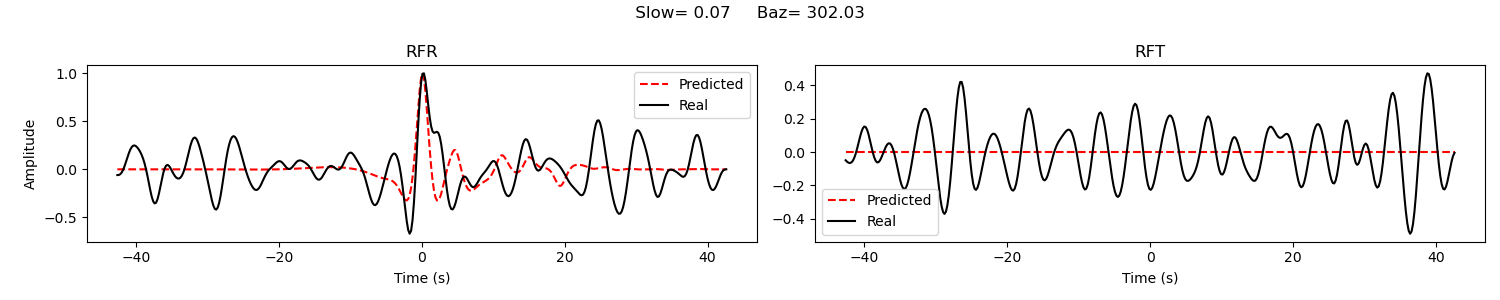 Slow= 0.07 Baz= 302.03
RFR
RFT
Amplitude
1.0
0.5
0.0
−0.5
Predicted
Real
−40
−20
0
20
40
Time (s)
0.4
0.2
0.0
−0.2
−0.4
Predicted
Real
−40
−20
0
20
40
Time (s)